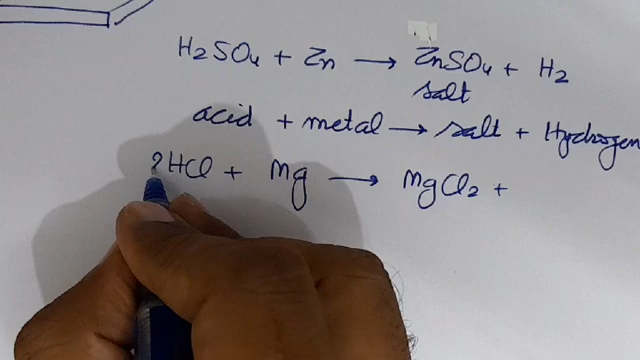 H2SO4 + Zn → ZnSO4 + H2
salt
acid + metal → salt + Hydrogen
2HCl + Mg → MgCl2 +